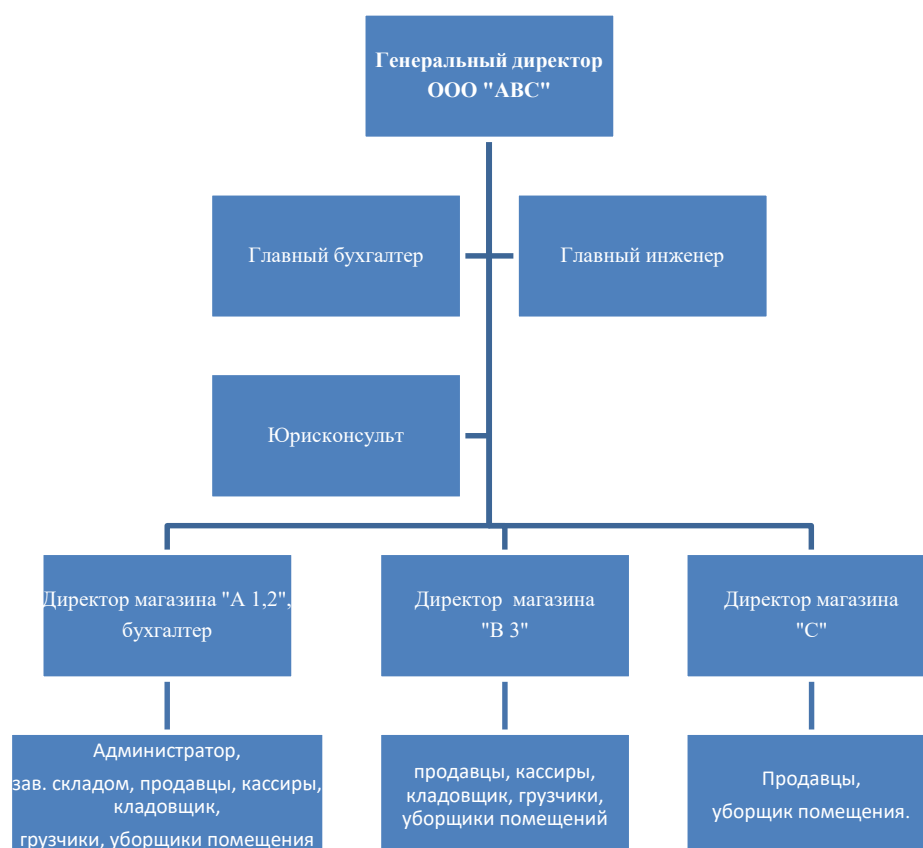 Генеральный директор
ООО "АВС"
Главный бухгалтер
Главный инженер
Юрисконсульт
Директор магазина "А 1,2",
бухгалтер
Директор магазина
"В 3"
Директор магазина
"С"
Администратор,
зав. складом, продавцы, кассиры,
кладовщик,
грузчики, уборщики помещения
продавцы, кассиры,
кладовщик, грузчики,
уборщики помещений
Продавцы,
уборщик помещения.